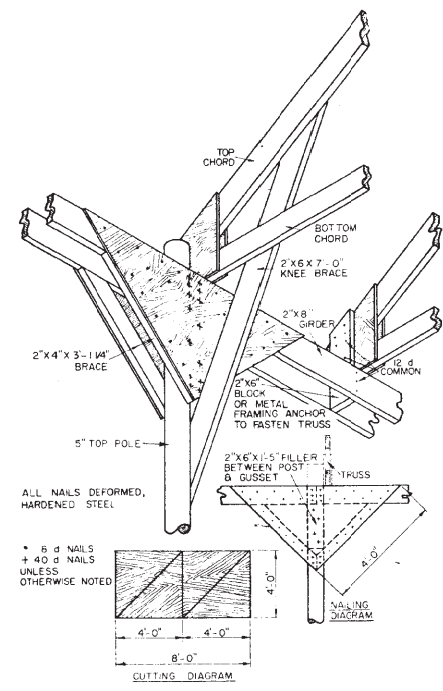 TOP
CHORD
BOTTOM
CHORD
2"X6X7'-0"
KNEE BRACE
2"X8"
GIRDER
12 d
COMMON
2"X4"X3'-1 1/4"
BRACE
2"X6"
BLOCK
OR METAL
FRAMING ANCHOR
TO FASTEN TRUSS
5" TOP POLE
2"X6"X1'-5" FILLER
BETWEEN POST
& GUSSET
TRUSS
ALL NAILS DEFORMED,
HARDENED STEEL
* 6 d NAILS
+ 40 d NAILS
UNLESS
OTHERWISE NOTED
4'-0"
4'-0"
NAILING
DIAGRAM
4'-0" 4'-0"
8'-0"
CUTTING DIAGRAM